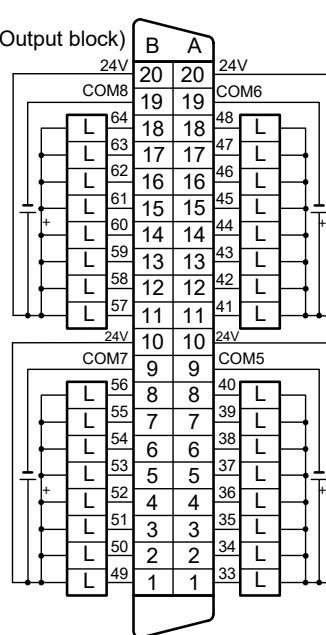 Output block) B A
24V 20 20 24V
COM8 19 19 COM6
L 64 18 18 48 L
L 63 17 17 47 L
L 62 16 16 46 L
L 61 15 15 45 L
+ L 60 14 14 44 L +
L 59 13 13 43 L
L 58 12 12 42 L
L 57 11 11 41 L
24V 10 10 24V
COM7 9 9 COM5
L 56 8 8 40 L
L 55 7 7 39 L
L 54 6 6 38 L
L 53 5 5 37 L
+ L 52 4 4 36 L +
L 51 3 3 35 L
L 50 2 2 34 L
L 49 1 1 33 L